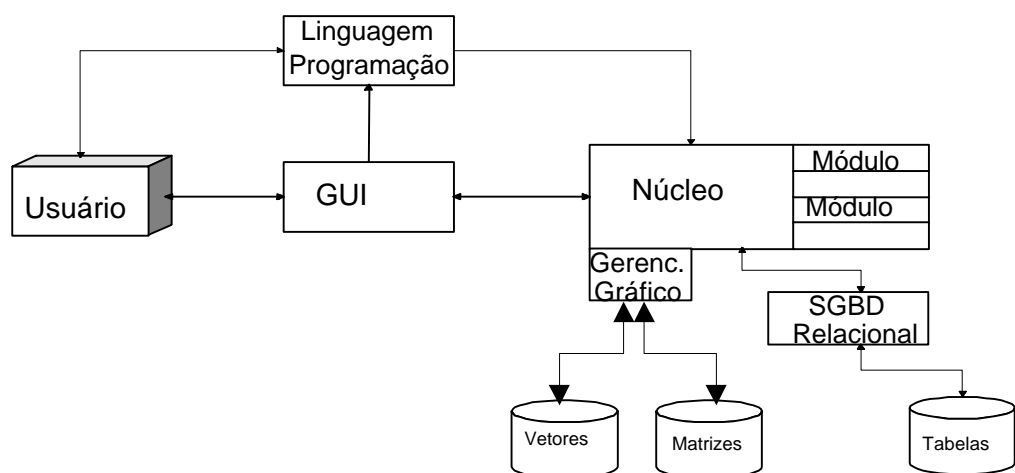 Linguagem
Programação
Usuário
GUI
Núcleo
Módulo
Módulo
Gerenc.
Gráfico
SGBD
Relacional
Vetores
Matrizes
Tabelas